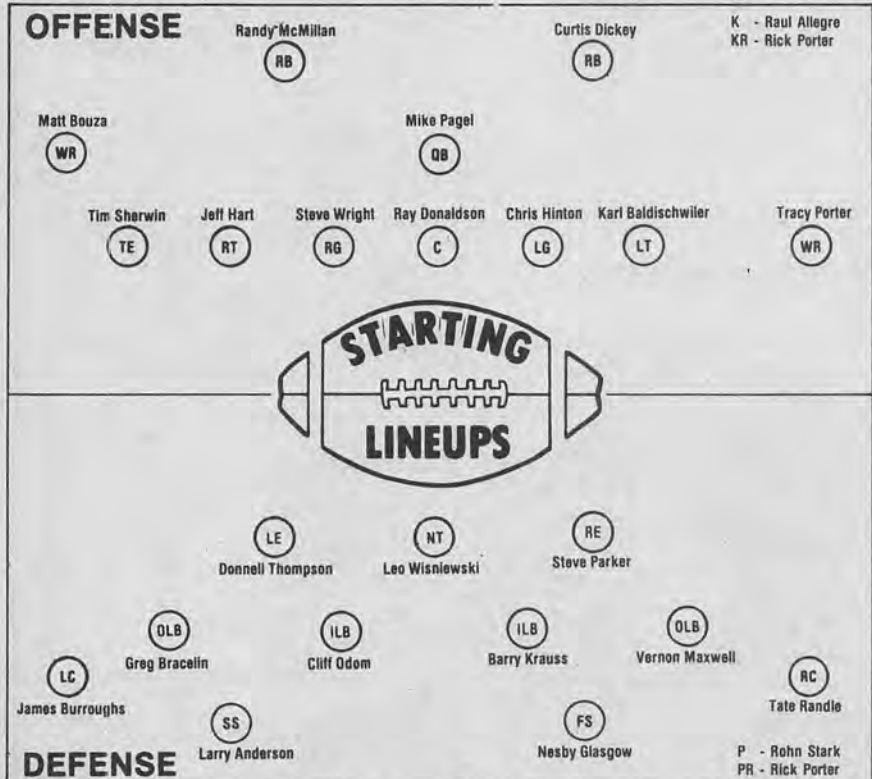 OFFENSE
Randy McMillan
Curtis Dickey
K - Raul Allegre
KR - Rick Porter
RB
RB
Matt Bouza
Mike Pagel
WR
QB
Tim Sherwin Jeff Hart Steve Wright Ray Donaldson Chris Hinton Karl Baldischwiler Tracy Porter
TE RT RG C LG LT WR
STARTING
LINEUPS
LE NT RE
Donnell Thompson Leo Wisniewski Steve Parker
OLB ILB ILB OLB
Greg Bracelin Cliff Odom Barry Krauss Vernon Maxwell
LC RC
James Burroughs Tate Randle
SS FS
Larry Anderson Nesby Glasgow
DEFENSE
P - Rohn Stark
PR - Rick Porter